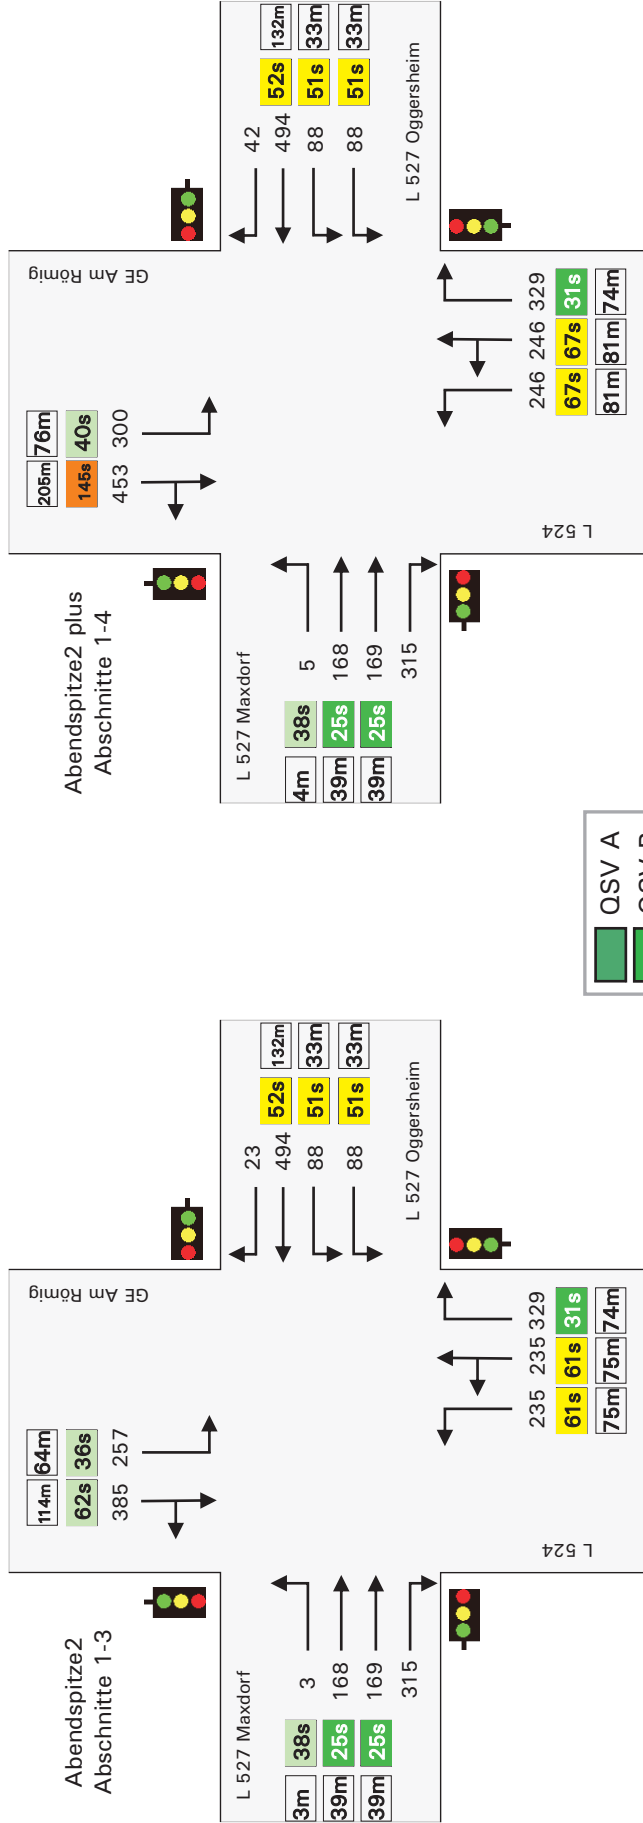 Abendspitze2
Abschnitte 1-3
114m 64m
62s 36s
385 257
GE Am Römig
L 527 Maxdorf
3m 38s 3
39m 25s 168
39m 25s 169
315
23
494 52s 132m
88 51s 33m
88 51s 33m
L 527 Oggersheim
L 524
235 235 329
61s 61s 31s
75m 75m 74m
Abendspitze2 plus
Abschnitte 1-4
205m 76m
145s 40s
453 300
GE Am Römig
L 527 Maxdorf
4m 38s 5
39m 25s 168
39m 25s 169
315
42
494 52s 132m
88 51s 33m
88 51s 33m
L 527 Oggersheim
L 524
246 246 329
67s 67s 31s
81m 81m 74m
QSV A